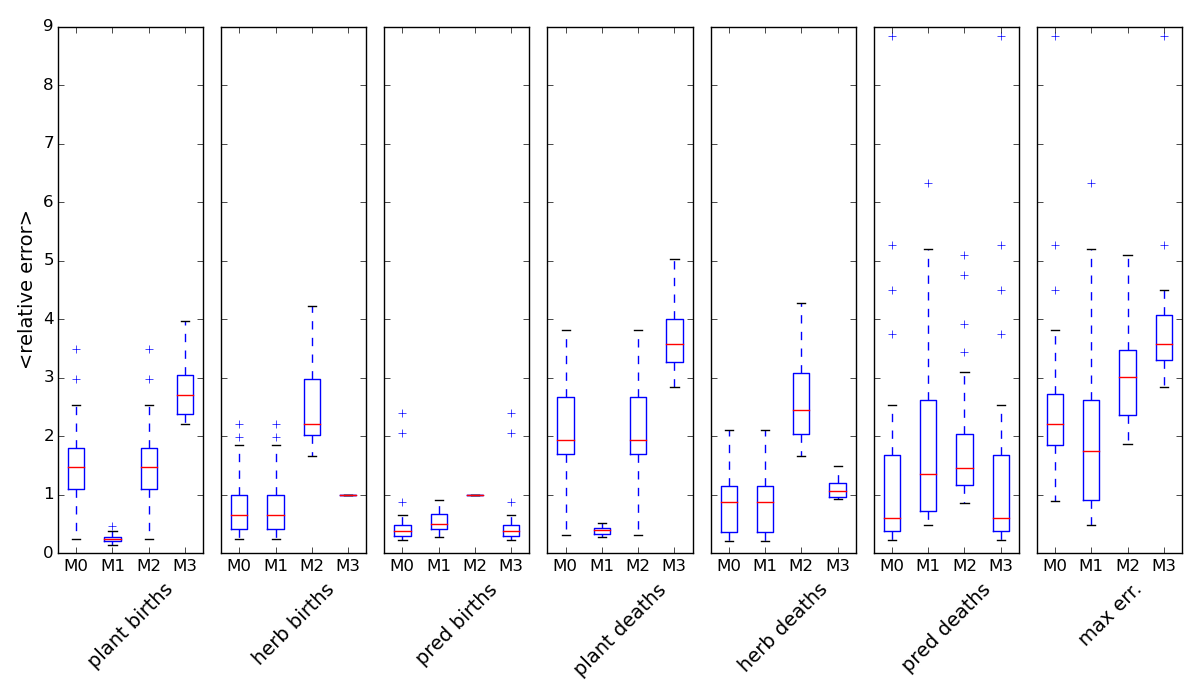 9
8
7
6
5
4
3
2
1
0
<relative error>
M0 M1 M2 M3 M0 M1 M2 M3 M0 M1 M2 M3 M0 M1 M2 M3 M0 M1 M2 M3 M0 M1 M2 M3 M0 M1 M2 M3
plant births
herb births
pred births
plant deaths
herb deaths
pred deaths
max err.